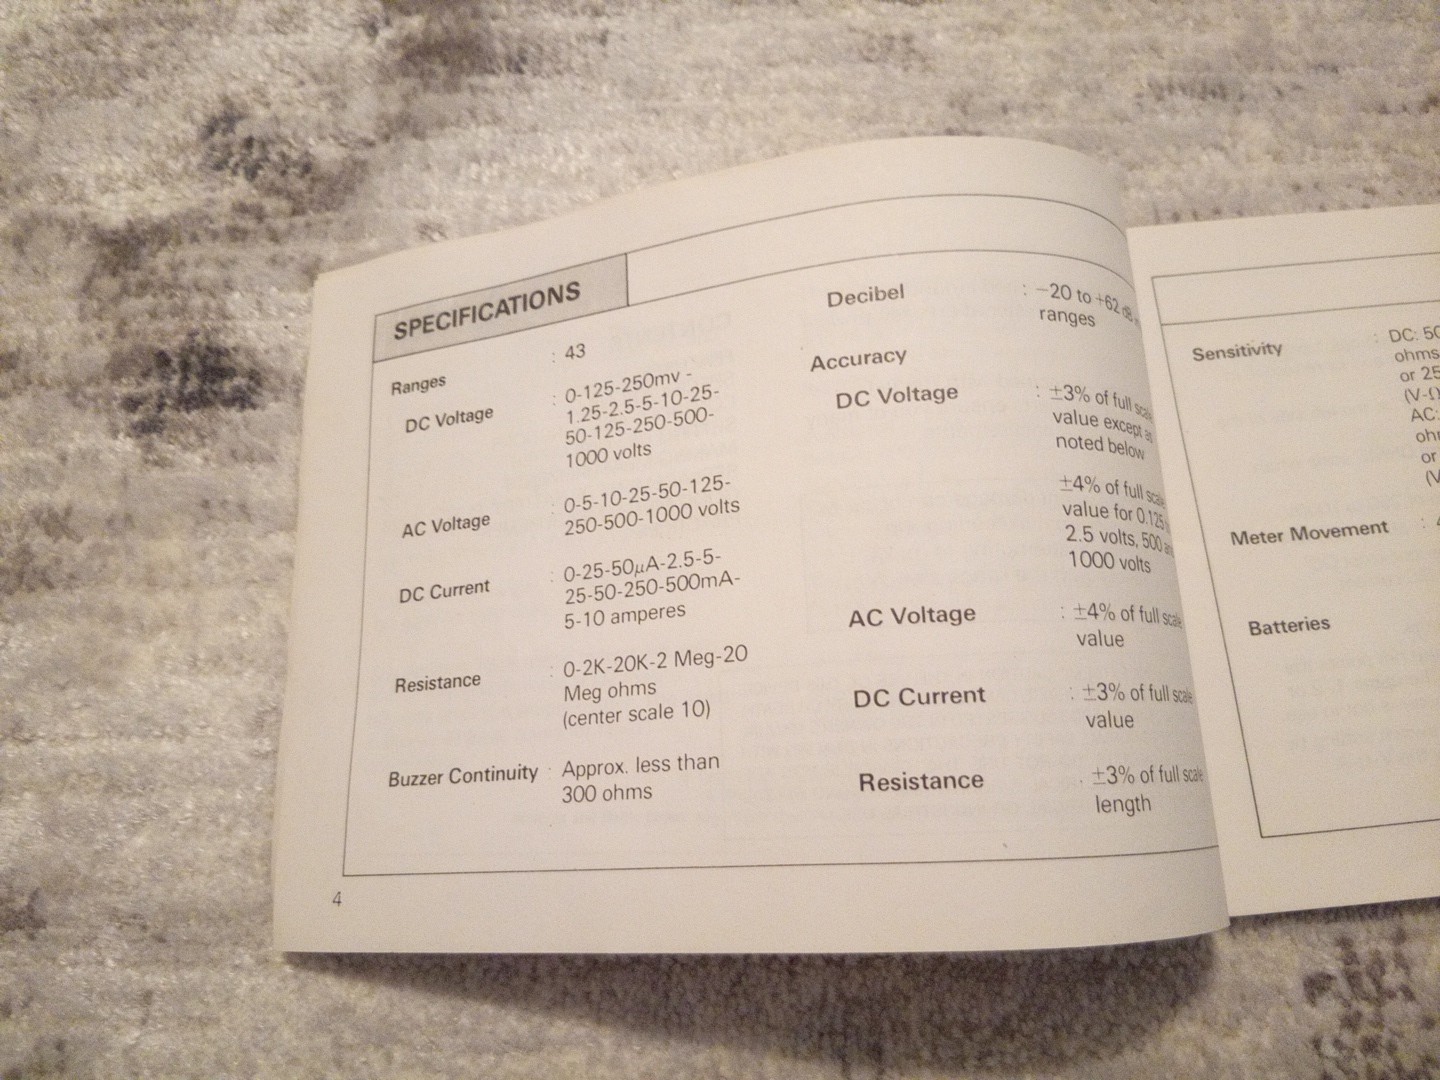 SPECIFICATIONS
Ranges : 43
DC Voltage : 0-125-250mv -
1.25-2.5-5-10-25-
50-125-250-500-
1000 volts
AC Voltage : 0-5-10-25-50-125-
250-500-1000 volts
DC Current : 0-25-50µA-2.5-5-
25-50-250-500mA-
5-10 amperes
Resistance : 0-2K-20K-2 Meg-20
Meg ohms
(center scale 10)
Buzzer Continuity : Approx. less than
300 ohms
4
Decibel : −20 to +62 dB
ranges
Accuracy
DC Voltage : ±3% of full scale
value except as
noted below
±4% of full scale
value for 0.125
2.5 volts, 500
1000 volts
AC Voltage : ±4% of full scale
value
DC Current : ±3% of full scale
value
Resistance : ±3% of full scale
length
Sensitivity : DC: 50
ohms
or 25
(V-Ω)
AC:
or
(V
Meter Movement :
Batteries